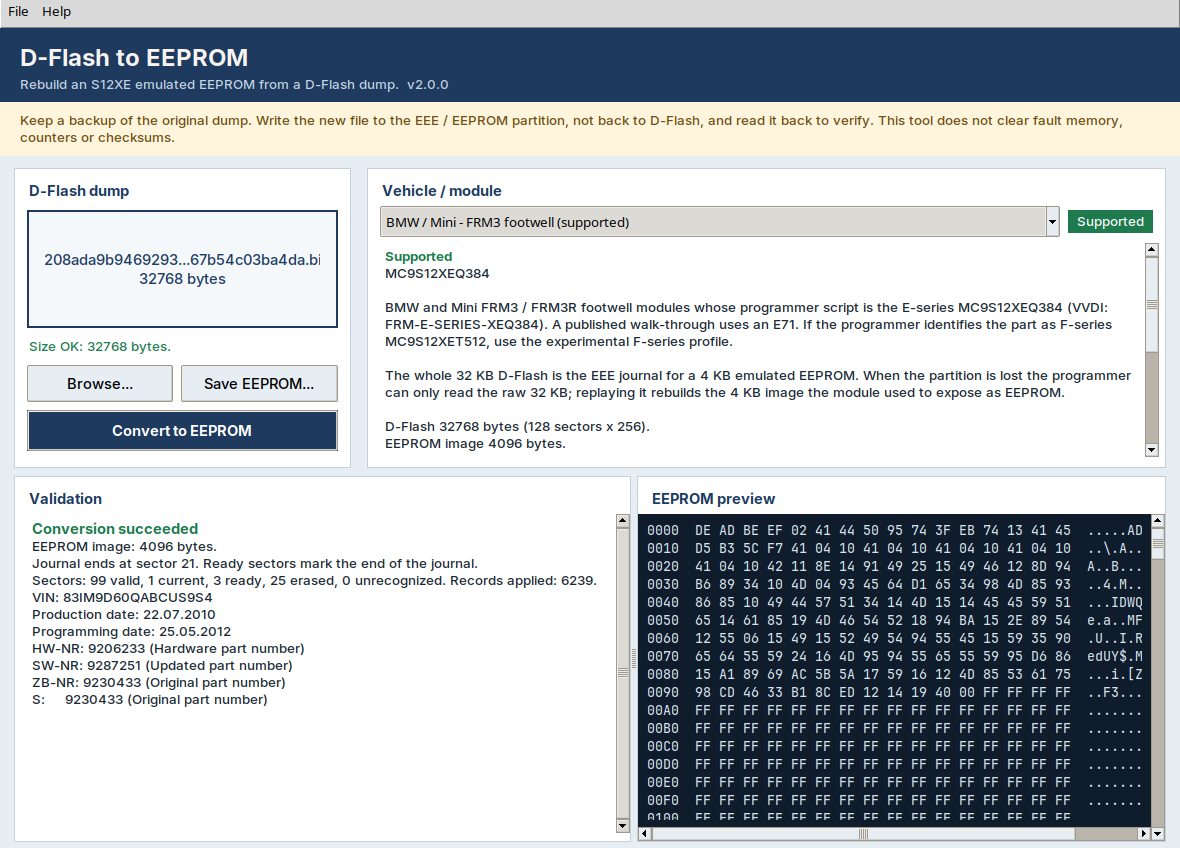 File Help
D-Flash to EEPROM
Rebuild an S12XE emulated EEPROM from a D-Flash dump. v2.0.0
Keep a backup of the original dump. Write the new file to the EEE / EEPROM partition, not back to D-Flash, and read it back to verify. This tool does not clear fault memory,
counters or checksums.
D-Flash dump
208ada9b9469293...67b54c03ba4da.bi
32768 bytes
Size OK: 32768 bytes.
Browse...
Save EEPROM...
Convert to EEPROM
Vehicle / module
BMW / Mini - FRM3 footwell (supported)
Supported
Supported
MC9S12XEQ384
BMW and Mini FRM3 / FRM3R footwell modules whose programmer script is the E-series MC9S12XEQ384 (VVDI:
FRM-E-SERIES-XEQ384). A published walk-through uses an E71. If the programmer identifies the part as F-series
MC9S12XET512, use the experimental F-series profile.
The whole 32 KB D-Flash is the EEE journal for a 4 KB emulated EEPROM. When the partition is lost the programmer
can only read the raw 32 KB; replaying it rebuilds the 4 KB image the module used to expose as EEPROM.
D-Flash 32768 bytes (128 sectors x 256).
EEPROM image 4096 bytes.
Validation
Conversion succeeded
EEPROM image: 4096 bytes.
Journal ends at sector 21. Ready sectors mark the end of the journal.
Sectors: 99 valid, 1 current, 3 ready, 25 erased, 0 unrecognized. Records applied: 6239.
VIN: 83IM9D60QABCUS9S4
Production date: 22.07.2010
Programming date: 25.05.2012
HW-NR: 9206233 (Hardware part number)
SW-NR: 9287251 (Updated part number)
ZB-NR: 9230433 (Original part number)
S: 9230433 (Original part number)
EEPROM preview
0000 DE AD BE EF 02 41 44 50 95 74 3F EB 74 13 41 45 .....AD
0010 D5 B3 5C F7 41 04 10 41 04 10 41 04 10 41 04 10 ..\.A..
0020 41 04 10 42 11 8E 14 91 49 25 15 49 46 12 8D 94 A..B...
0030 B6 89 34 10 4D 04 93 45 64 D1 65 34 98 4D 85 93 ..4.M..
0040 86 85 10 49 44 57 51 34 14 4D 15 14 45 45 59 51 ...IDWQ
0050 65 14 61 85 19 4D 46 54 52 18 94 BA 15 2E 89 54 e.a..MF
0060 12 55 06 15 49 15 52 49 54 94 55 45 15 59 35 90 .U..I.R
0070 65 64 55 59 24 16 4D 95 94 55 65 55 59 95 D6 86 edUY$.M
0080 15 A1 89 69 AC 5B 5A 17 59 16 12 4D 85 53 61 75 ...i.[Z
0090 98 CD 46 33 B1 8C ED 12 14 19 40 00 FF FF FF FF ..F3...
00A0 FF FF FF FF FF FF FF FF FF FF FF FF FF FF FF FF .......
00B0 FF FF FF FF FF FF FF FF FF FF FF FF FF FF FF FF .......
00C0 FF FF FF FF FF FF FF FF FF FF FF FF FF FF FF FF .......
00D0 FF FF FF FF FF FF FF FF FF FF FF FF FF FF FF FF .......
00E0 FF FF FF FF FF FF FF FF FF FF FF FF FF FF FF FF .......
00F0 FF FF FF FF FF FF FF FF FF FF FF FF FF FF FF FF .......
0100 FF FF FF FF FF FF FF FF FF FF FF FF FF FF FF FF